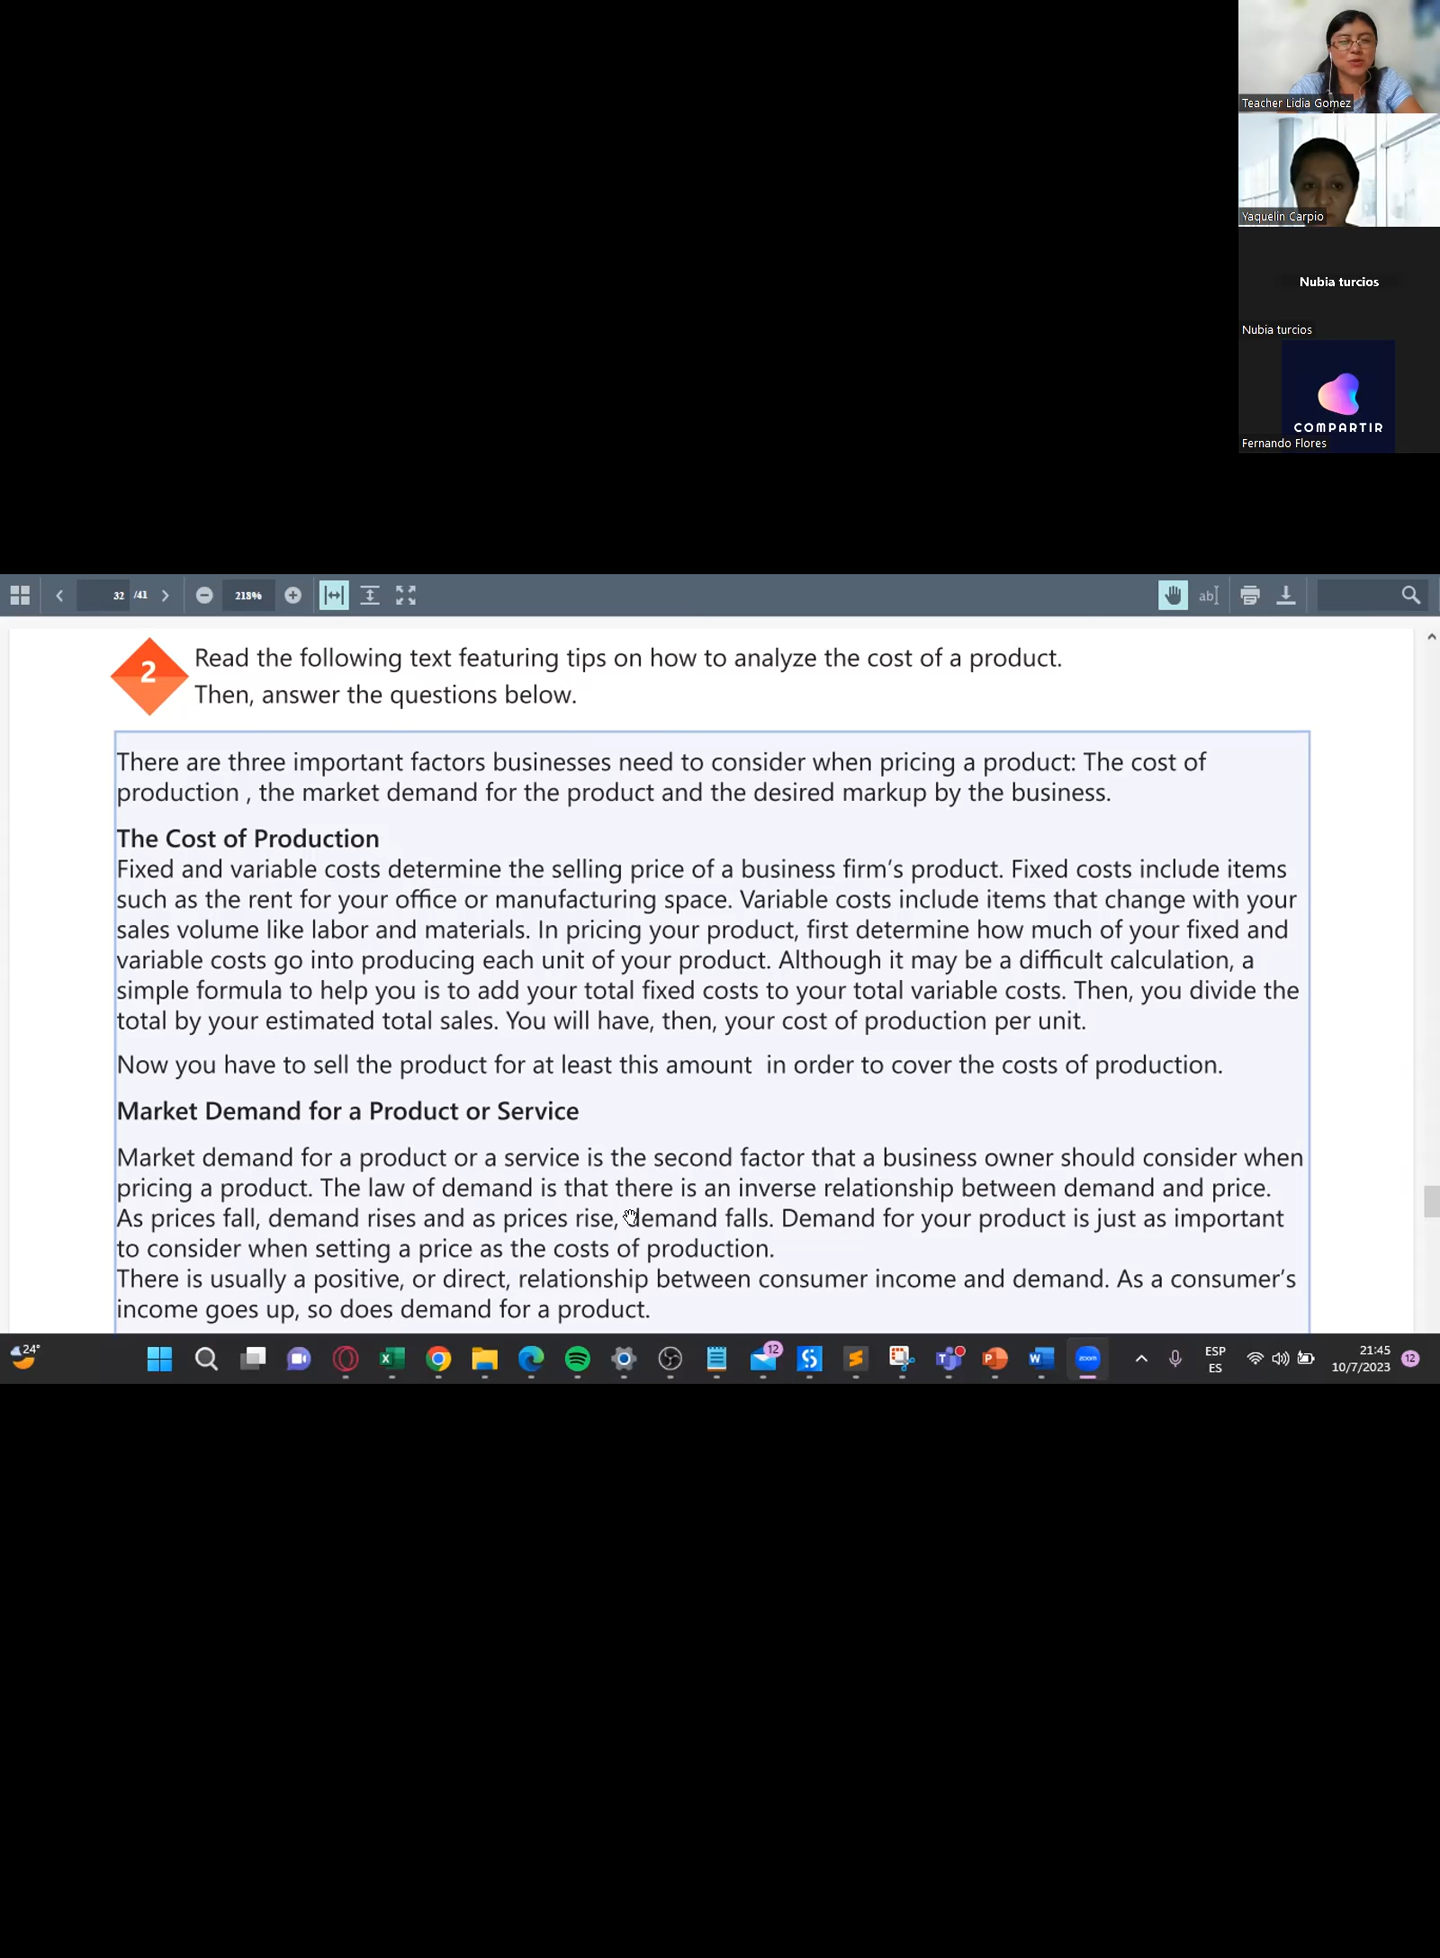 Teacher Lidia Gomez
Yaquelin Carpio
Nubia turcios
Nubia turcios
COMPARTIR
Fernando Flores
32 /41
218%
ab
2
Read the following text featuring tips on how to analyze the cost of a product.
Then, answer the questions below.
There are three important factors businesses need to consider when pricing a product: The cost of
production , the market demand for the product and the desired markup by the business.
The Cost of Production
Fixed and variable costs determine the selling price of a business firm's product. Fixed costs include items
such as the rent for your office or manufacturing space. Variable costs include items that change with your
sales volume like labor and materials. In pricing your product, first determine how much of your fixed and
variable costs go into producing each unit of your product. Although it may be a difficult calculation, a
simple formula to help you is to add your total fixed costs to your total variable costs. Then, you divide the
total by your estimated total sales. You will have, then, your cost of production per unit.
Now you have to sell the product for at least this amount  in order to cover the costs of production.
Market Demand for a Product or Service
Market demand for a product or a service is the second factor that a business owner should consider when
pricing a product. The law of demand is that there is an inverse relationship between demand and price.
As prices fall, demand rises and as prices rise, demand falls. Demand for your product is just as important
to consider when setting a price as the costs of production.
There is usually a positive, or direct, relationship between consumer income and demand. As a consumer's
income goes up, so does demand for a product.
24°
12
zoom
ESP
ES
21:45
10/7/2023
12